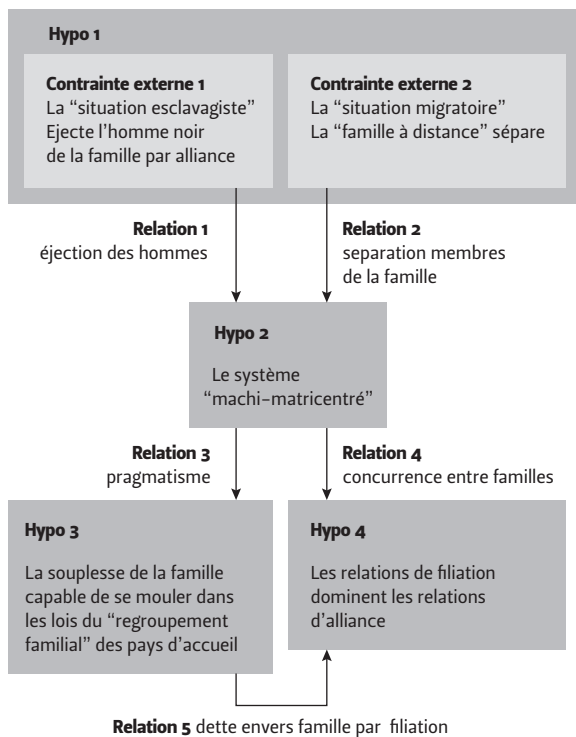 Hypo 1
Contrainte externe 1
La “situation esclavagiste”
Ejecte l’homme noir
de la famille par alliance
Contrainte externe 2
La “situation migratoire”
La “famille à distance” sépare
Relation 1
éjection des hommes
Relation 2
separation membres
de la famille
Hypo 2
Le système
“machi-matricentré”
Relation 3
pragmatisme
Relation 4
concurrence entre familles
Hypo 3
La souplesse de la famille
capable de se mouler dans
les lois du “regroupement
familial” des pays d’accueil
Hypo 4
Les relations de filiation
dominent les relations
d’alliance
Relation 5 dette envers famille par filiation